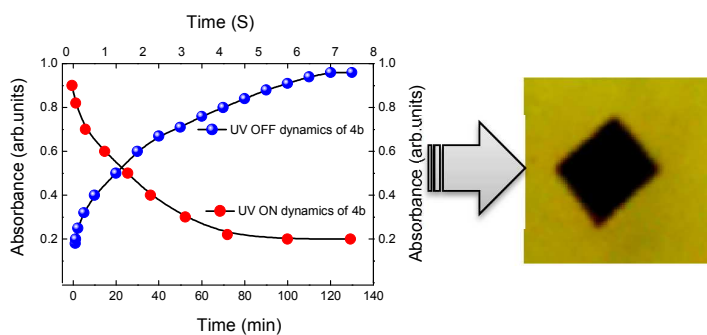 Time (S)
0 1 2 3 4 5 6 7 8
1.0 1.0
0.8 0.8
UV OFF dynamics of 4b
0.6 0.6
0.4 0.4
UV ON dynamics of 4b
0.2 0.2
0 20 40 60 80 100 120 140
Time (min)
Absorbance (arb.units)
Absorbance (arb.units)